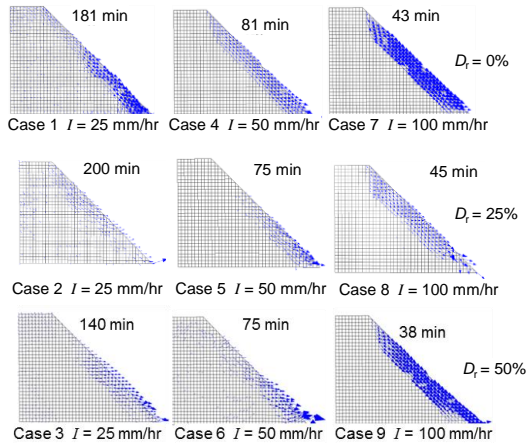 181 min
81 min
43 min
D_r = 0%
Case 1 I = 25 mm/hr
Case 4 I = 50 mm/hr
Case 7 I = 100 mm/hr
200 min
75 min
45 min
D_r = 25%
Case 2 I = 25 mm/hr
Case 5 I = 50 mm/hr
Case 8 I = 100 mm/hr
140 min
75 min
38 min
D_r = 50%
Case 3 I = 25 mm/hr
Case 6 I = 50 mm/hr
Case 9 I = 100 mm/hr